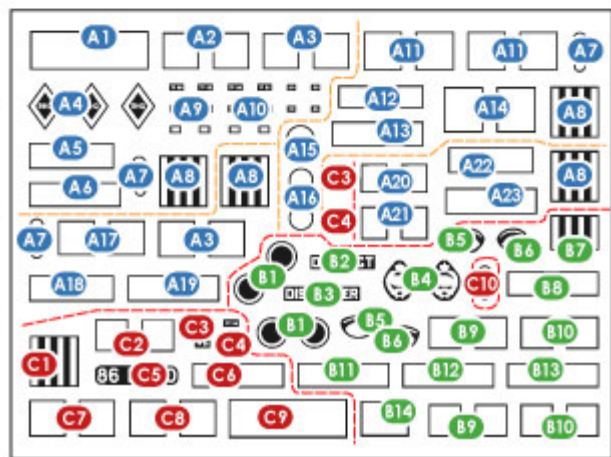 A1 A2 A3 A11 A11 A7
A4 A9 A10 A12 A14 A8
A13
A5 A15 A22
A6 A7 A8 A8 C3 A20 A8
A16 A23
C4 A21
A7 A17 A3 B5 B6 B7
B2
A18 A19 B1 B3 B4 C10 B8
C3 B5
C2 C4 B1 B6 B9 B10
C1 86 C5 C6 B11 B12 B13
C7 C8 C9 B14 B9 B10